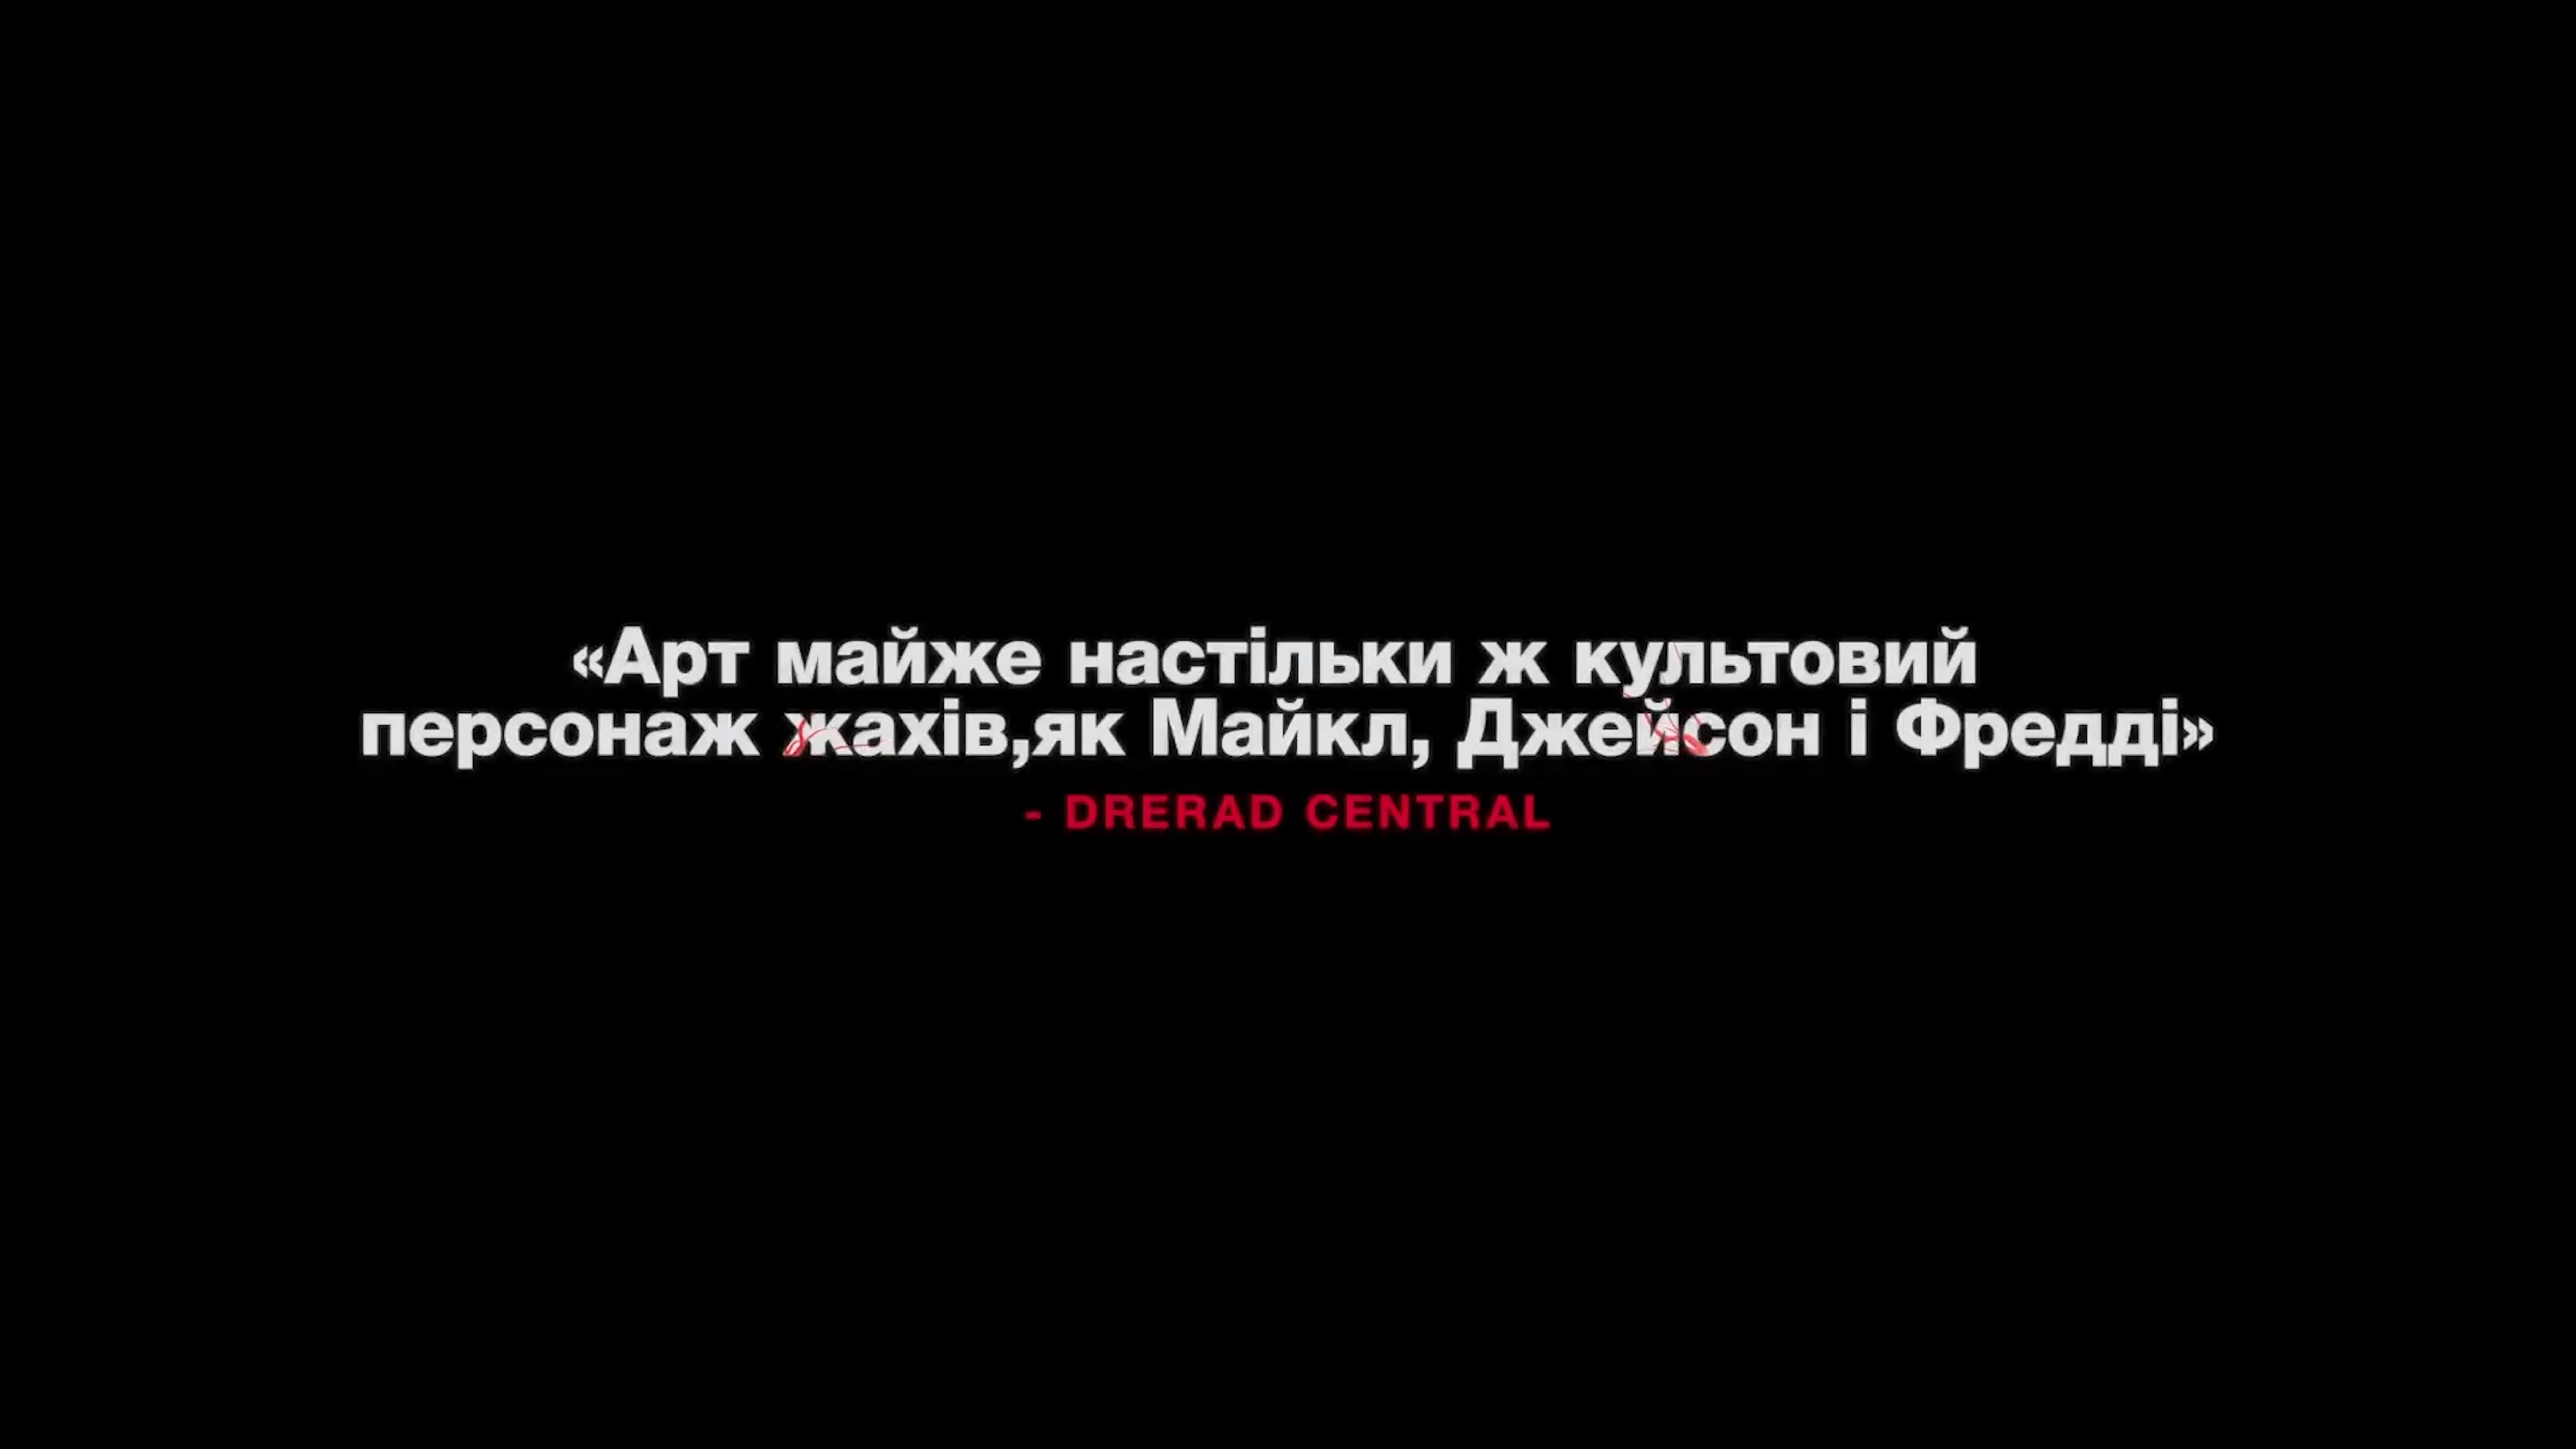 «Арт майже настільки ж культовий
персонаж жахів,як Майкл, Джейсон і Фредді»
- DRERAD CENTRAL